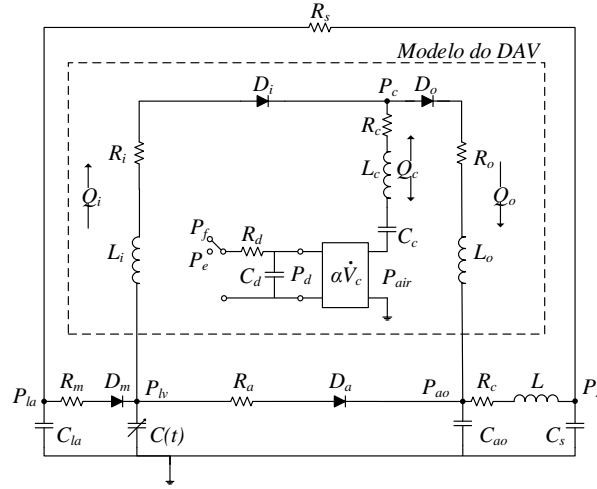 R_s
Modelo do DAV
D_i P_c D_o
R_c
R_i R_o
L_c Q_c
Q_i Q_o
P_f R_d C_c
P_e
L_i L_o
C_d P_d αV̇_c P_air
P_la R_m D_m P_lv R_a D_a P_ao R_c L
C_la C(t) C_ao C_s